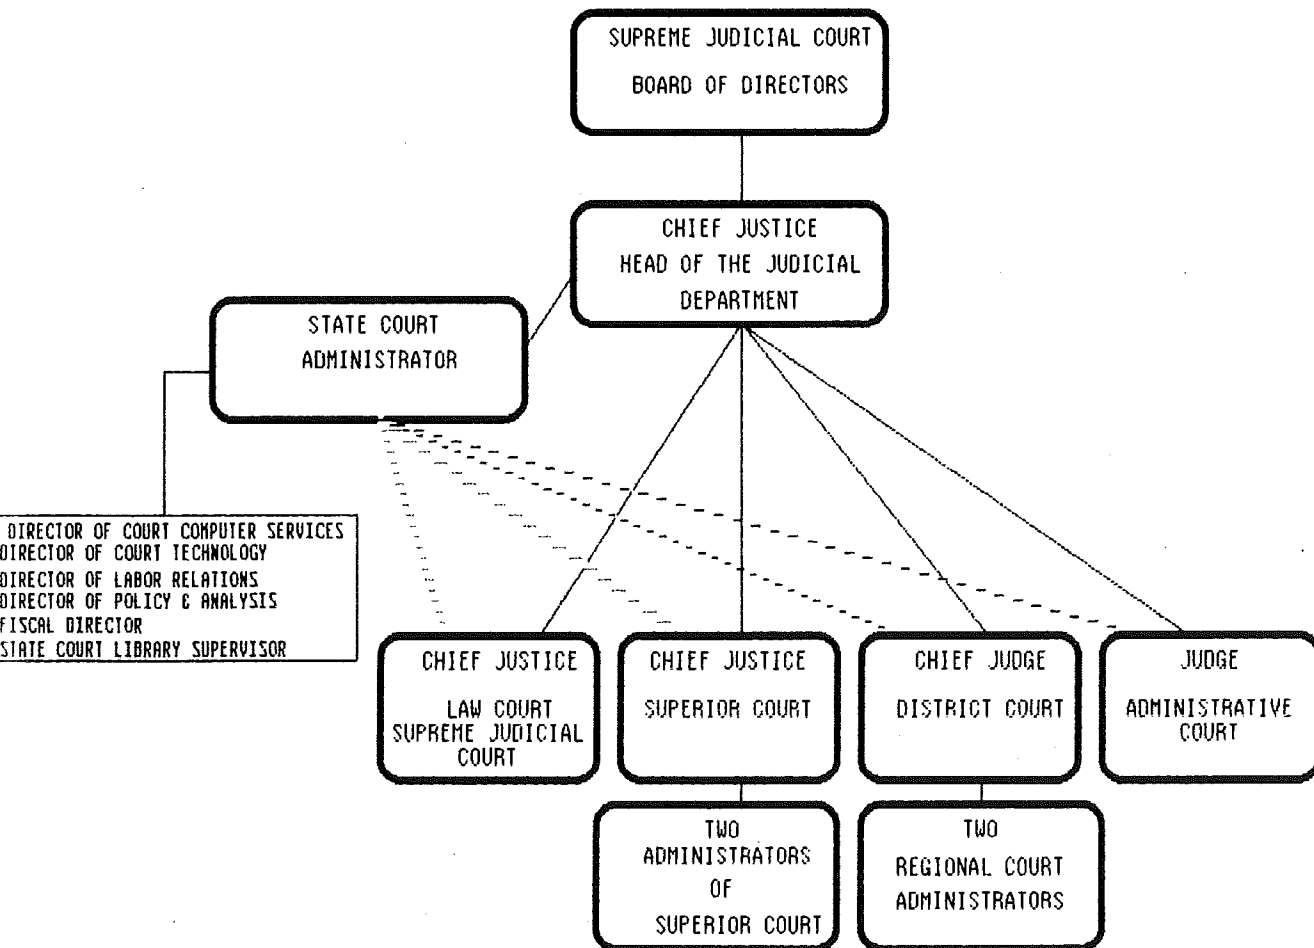 SUPREME JUDICIAL COURT
BOARD OF DIRECTORS
CHIEF JUSTICE
HEAD OF THE JUDICIAL
DEPARTMENT
STATE COURT
ADMINISTRATOR
DIRECTOR OF COURT COMPUTER SERVICES
DIRECTOR OF COURT TECHNOLOGY
DIRECTOR OF LABOR RELATIONS
DIRECTOR OF POLICY & ANALYSIS
FISCAL DIRECTOR
STATE COURT LIBRARY SUPERVISOR
CHIEF JUSTICE
LAW COURT
SUPREME JUDICIAL
COURT
CHIEF JUSTICE
SUPERIOR COURT
CHIEF JUDGE
DISTRICT COURT
JUDGE
ADMINISTRATIVE
COURT
TWO
ADMINISTRATORS
OF
SUPERIOR COURT
TWO
REGIONAL COURT
ADMINISTRATORS